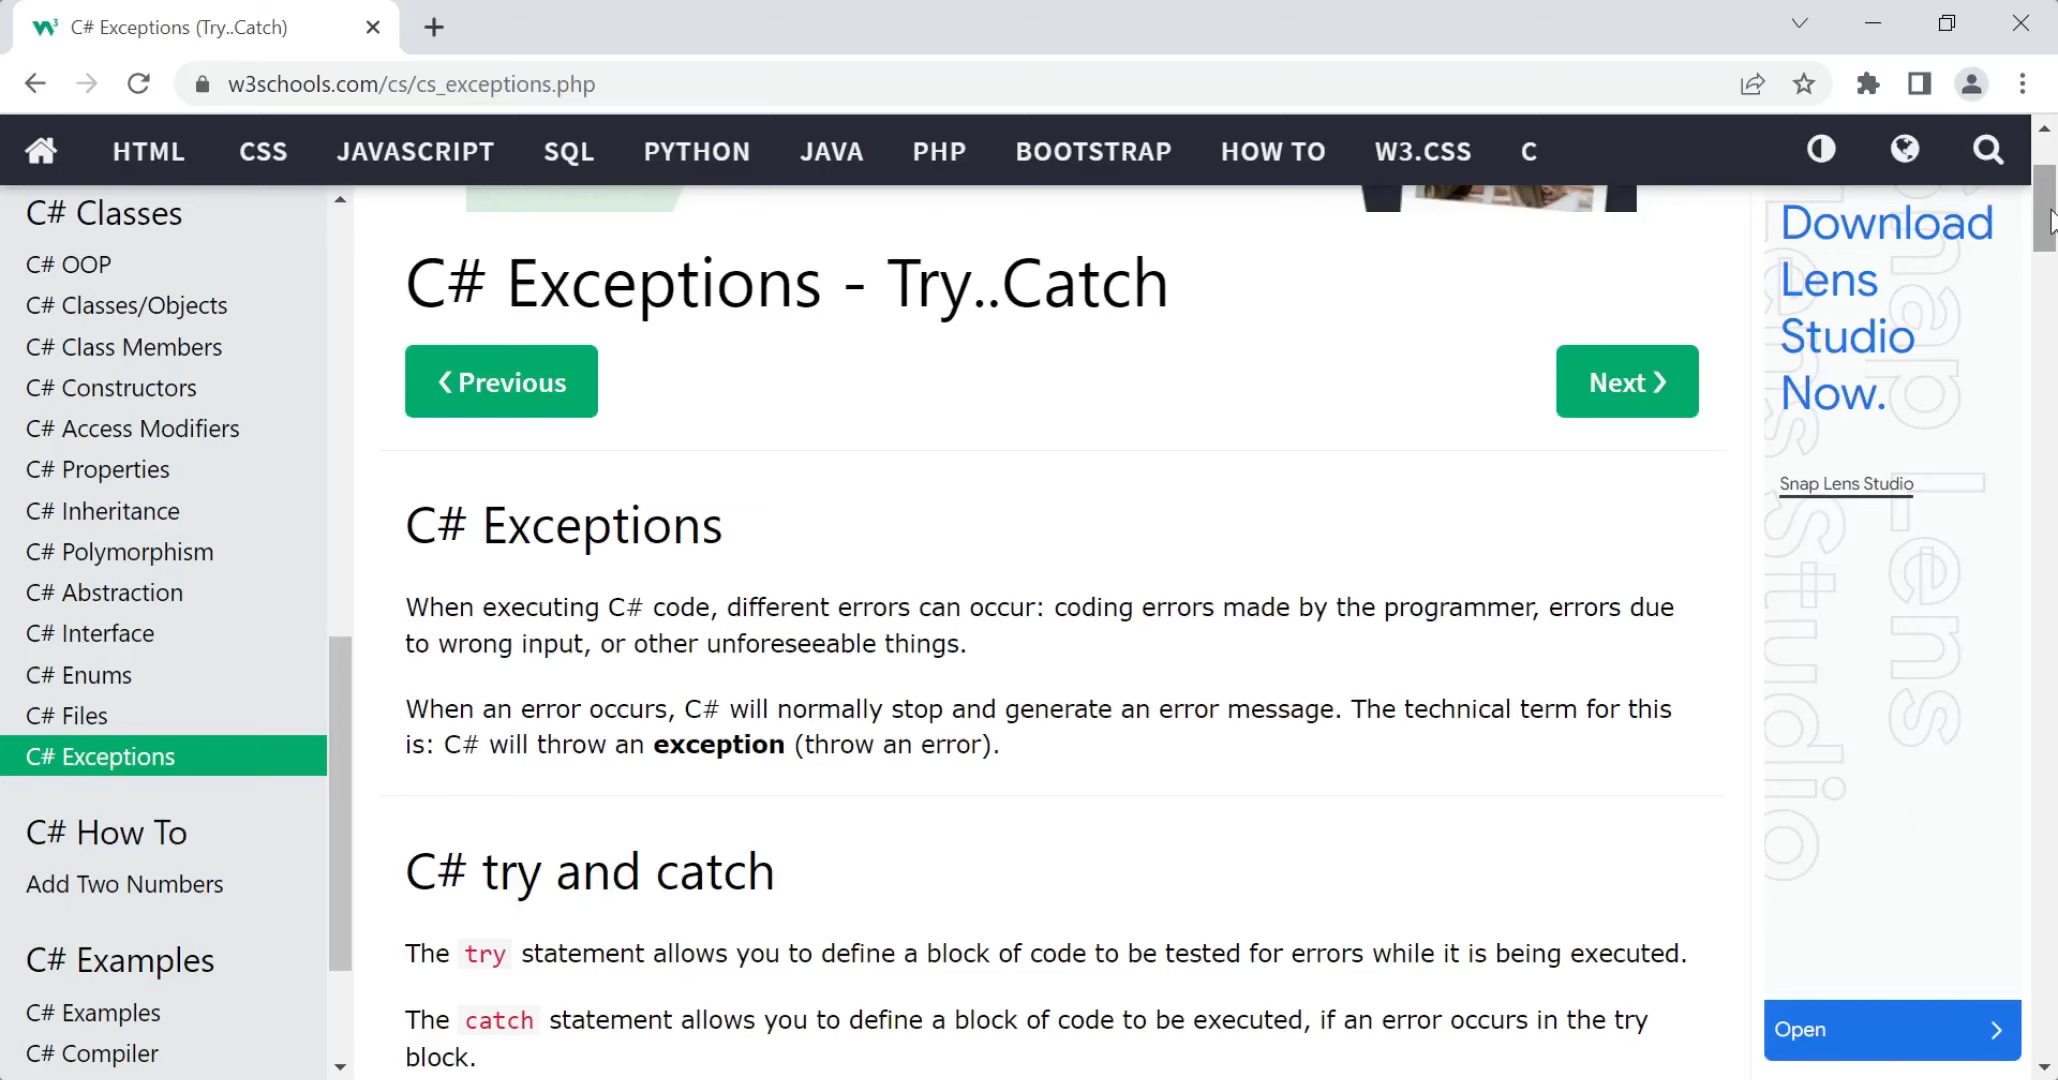 C# Exceptions (Try..Catch)
w3schools.com/cs/cs_exceptions.php
HTML CSS JAVASCRIPT SQL PYTHON JAVA PHP BOOTSTRAP HOW TO W3.CSS C
C# Classes
C# OOP
C# Classes/Objects
C# Class Members
C# Constructors
C# Access Modifiers
C# Properties
C# Inheritance
C# Polymorphism
C# Abstraction
C# Interface
C# Enums
C# Files
C# Exceptions
C# How To
Add Two Numbers
C# Examples
C# Examples
C# Compiler
C# Exceptions - Try..Catch
❮ Previous
Next ❯
C# Exceptions
When executing C# code, different errors can occur: coding errors made by the programmer, errors due
to wrong input, or other unforeseeable things.
When an error occurs, C# will normally stop and generate an error message. The technical term for this
is: C# will throw an exception (throw an error).
C# try and catch
The try statement allows you to define a block of code to be tested for errors while it is being executed.
The catch statement allows you to define a block of code to be executed, if an error occurs in the try
block.
Download
Lens
Studio
Now.
Snap Lens Studio
Snap Lens
Lens Studio
Open